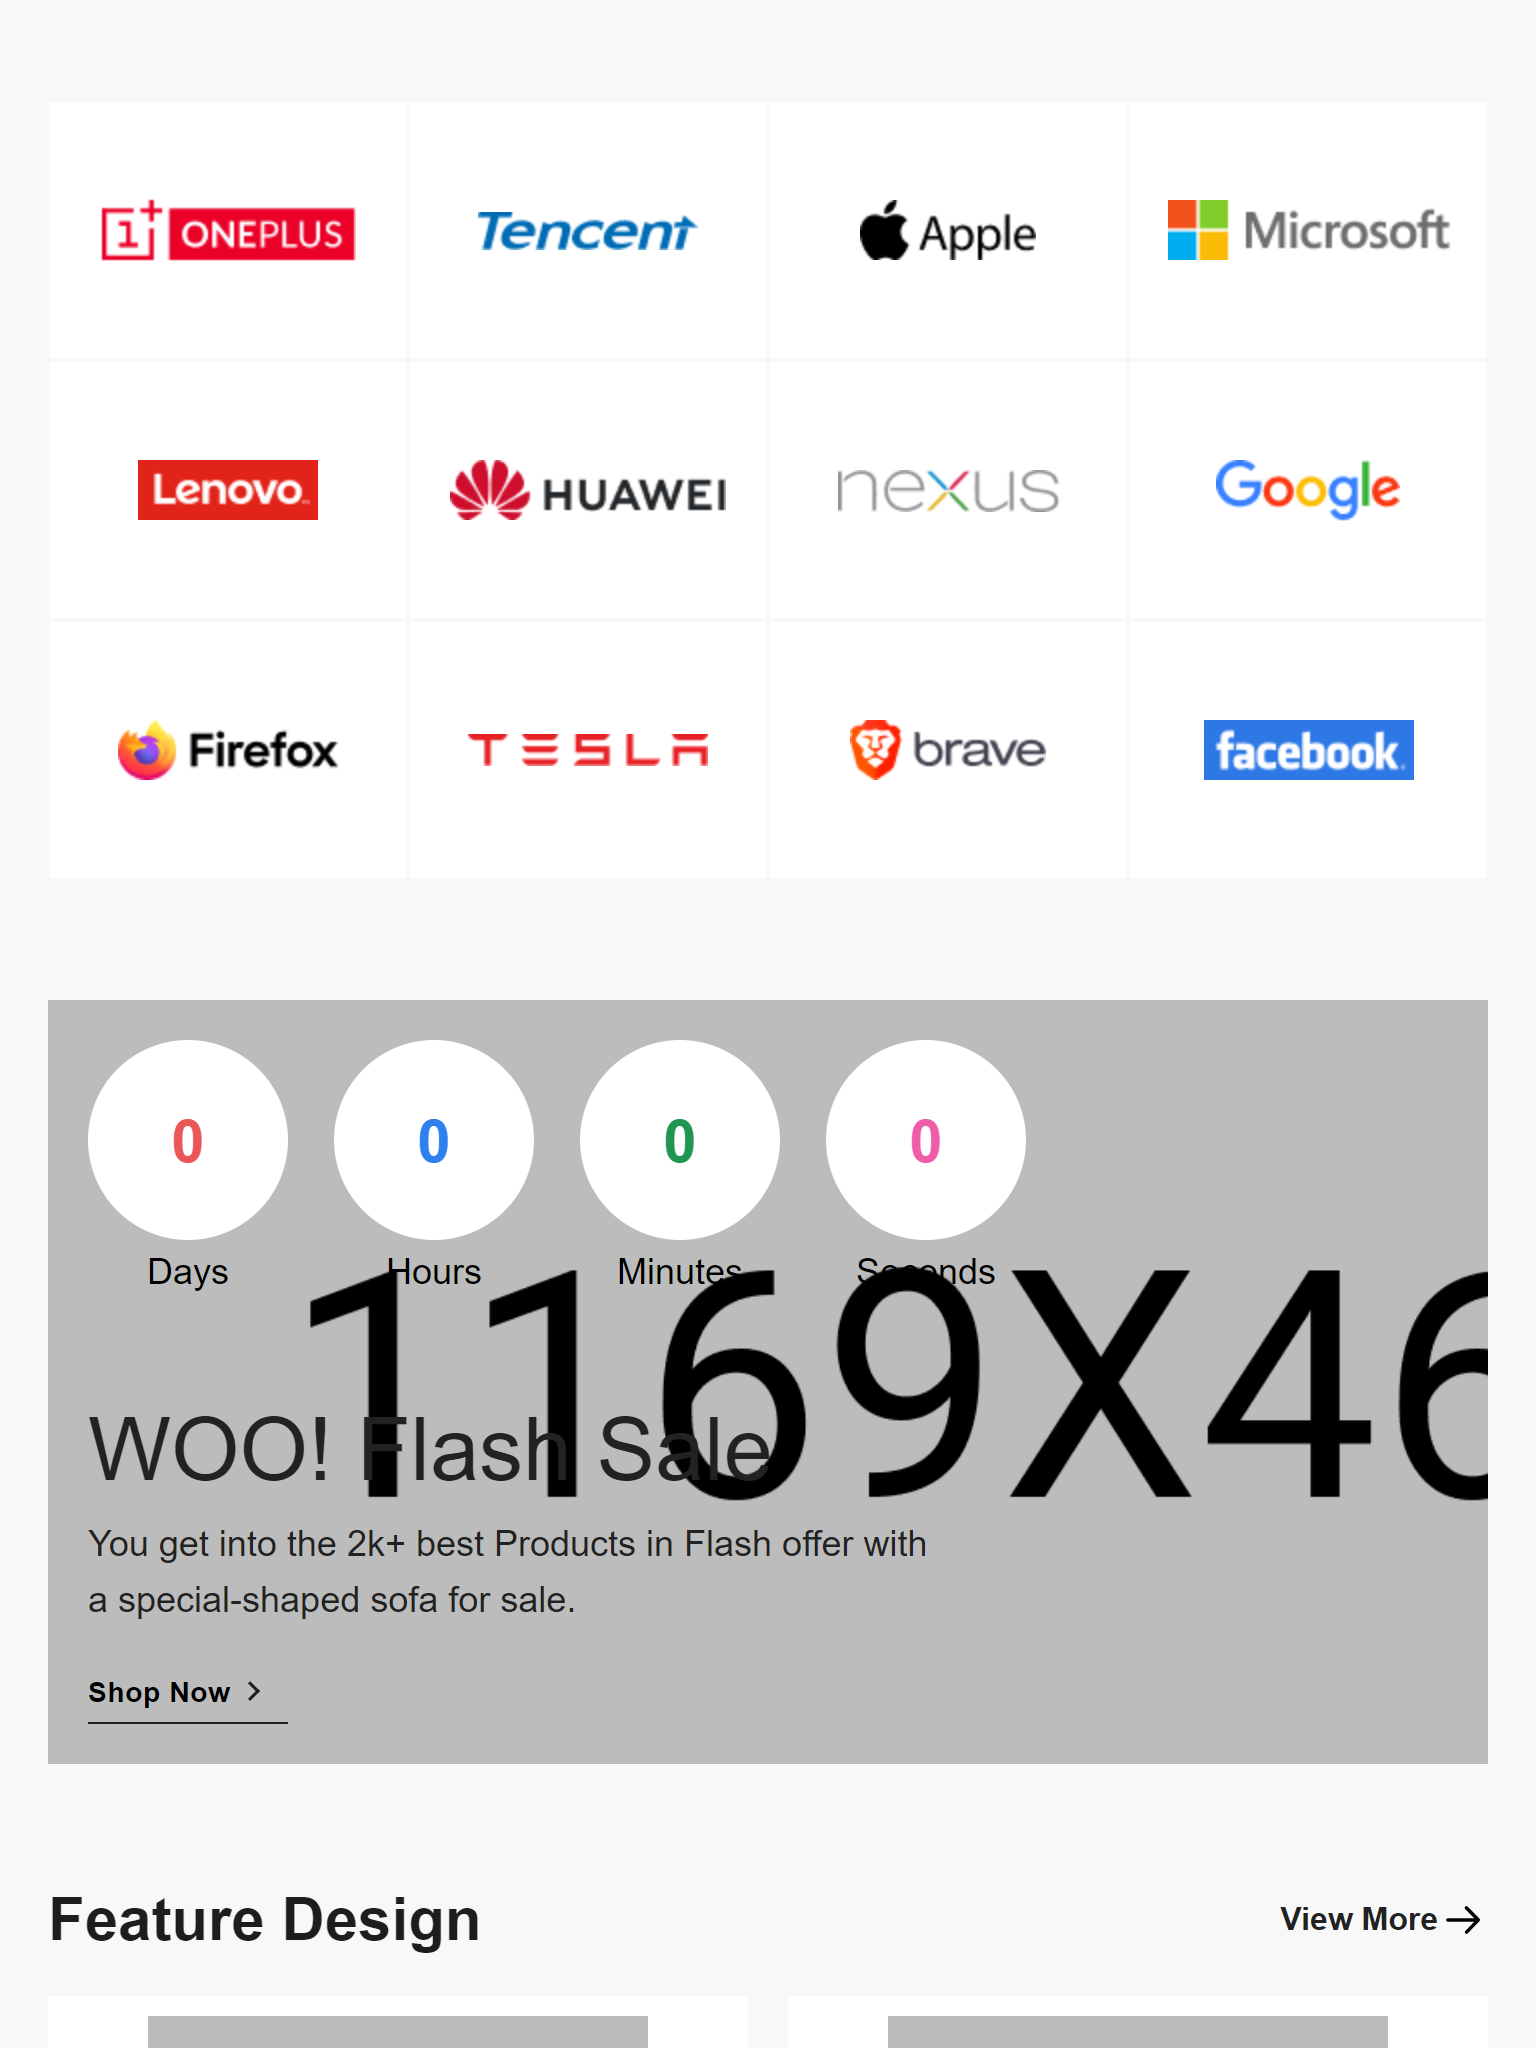 1+ ONEPLUS
Tencent
Apple
Microsoft
Lenovo
HUAWEI
nexus
Google
Firefox
TESLA
brave
facebook
0 0 0 0
Days Hours Minutes Seconds
1169X46
WOO! Flash Sale
You get into the 2k+ best Products in Flash offer with
a special-shaped sofa for sale.
Shop Now
Feature Design
View More